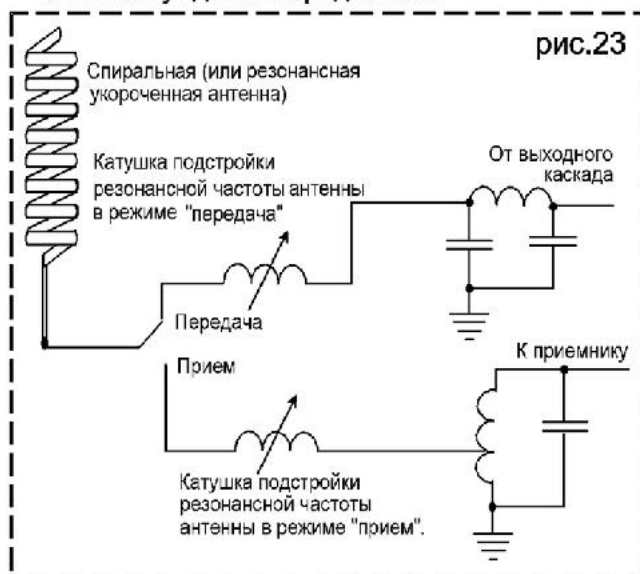 рис.23
Спиральная (или резонансная
укороченная антенна)
Катушка подстройки
резонансной частоты антенны
в режиме "передача"
От выходного
каскада
Передача
Прием
К приемнику
Катушка подстройки
резонансной частоты
антенны в режиме "прием".